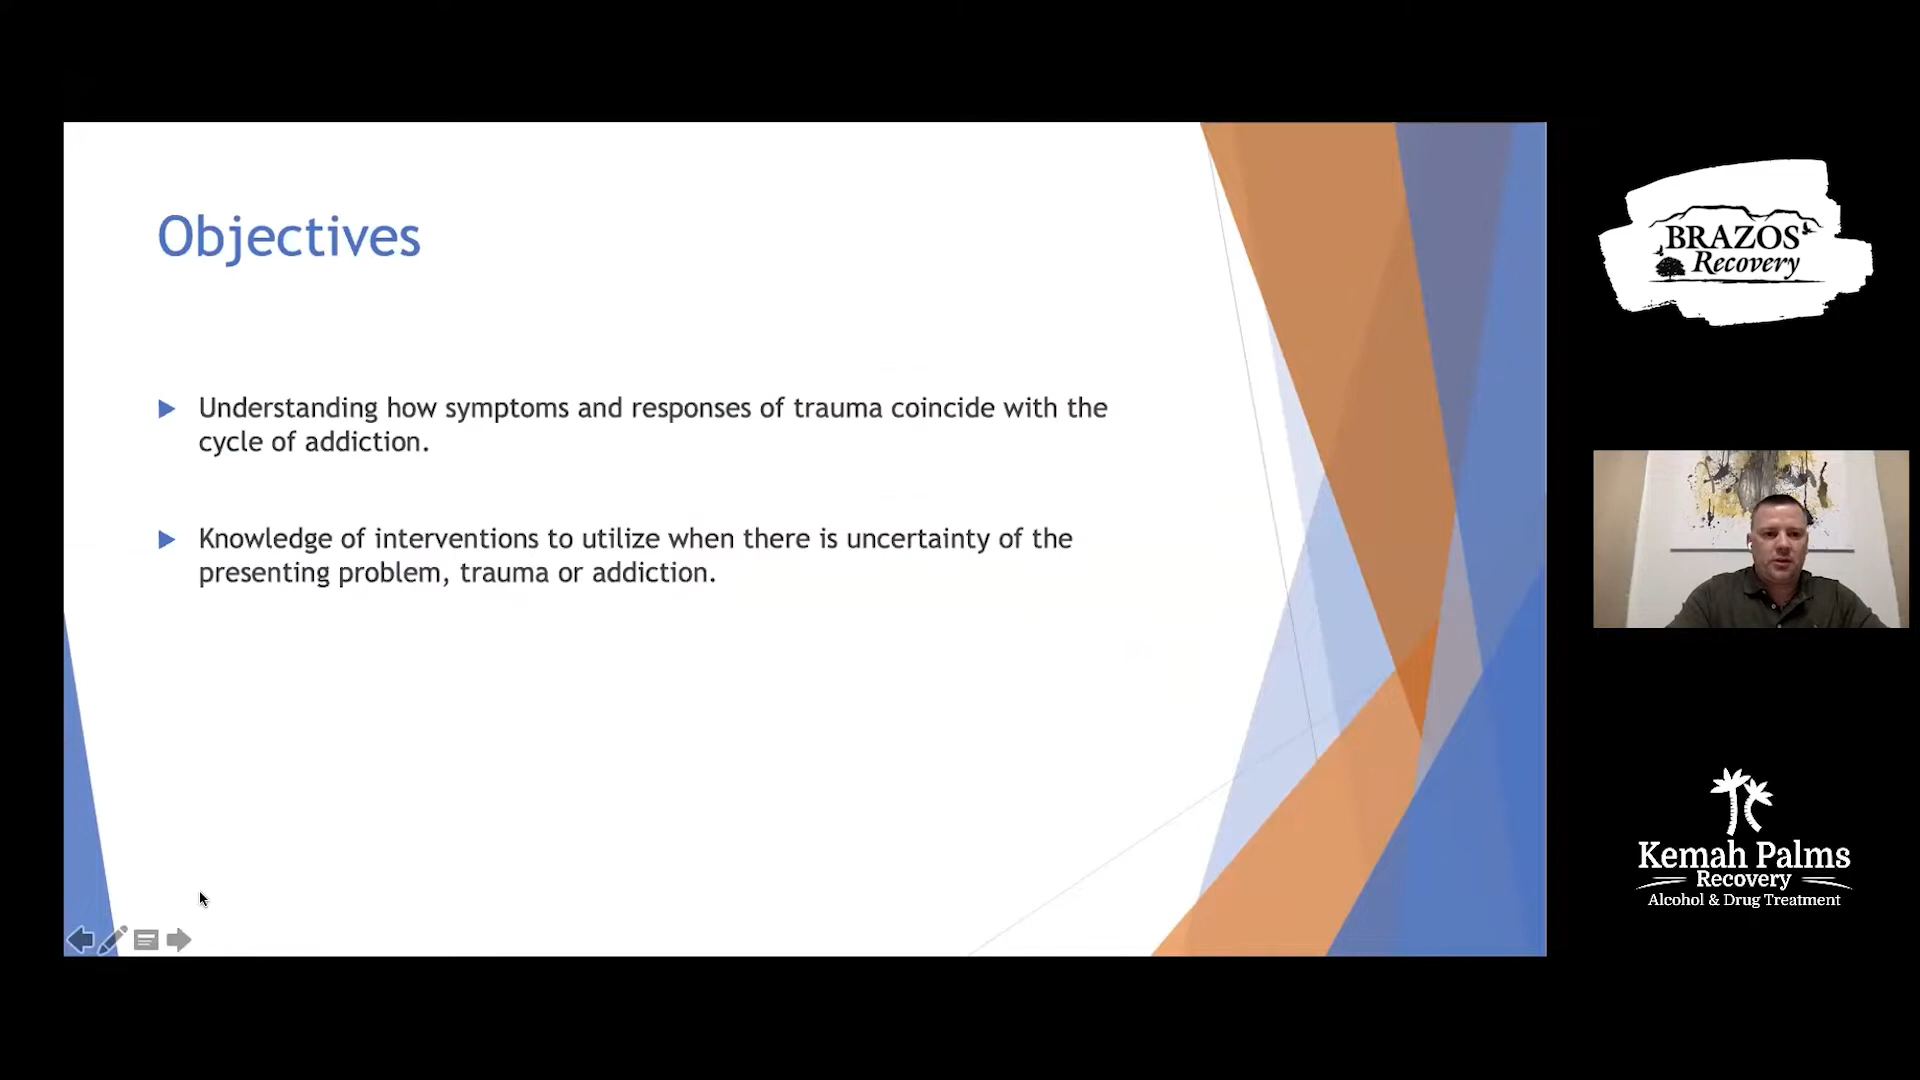 Objectives
Understanding how symptoms and responses of trauma coincide with the
cycle of addiction.
Knowledge of interventions to utilize when there is uncertainty of the
presenting problem, trauma or addiction.
BRAZOS
Recovery
Kemah Palms
Recovery
Alcohol & Drug Treatment